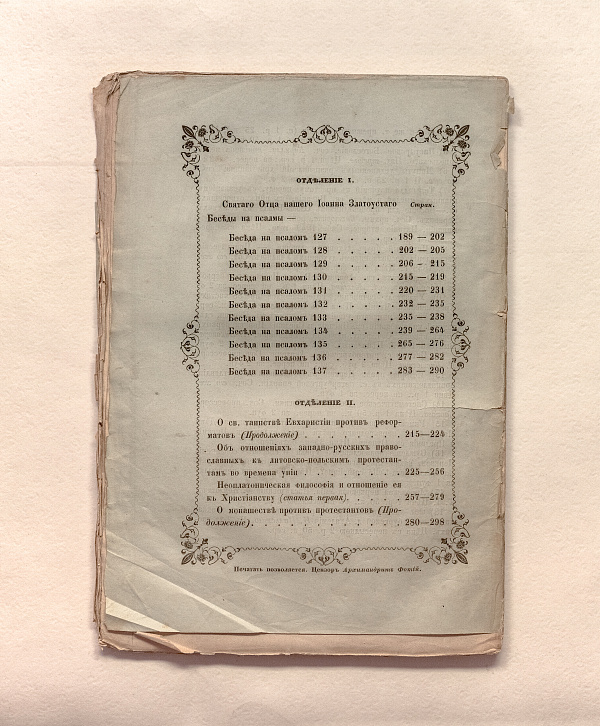 ОТДѢЛЕНІЕ I.
Святаго Отца нашего Іоанна Златоустаго Стран.
Бесѣды на псалмы —
Бесѣда на псаломъ 127 . . . . . 189 — 202
Бесѣда на псаломъ 128 . . . . . 202 — 205
Бесѣда на псаломъ 129 . . . . . 206 — 215
Бесѣда на псаломъ 130 . . . . . 215 — 219
Бесѣда на псаломъ 131 . . . . . 220 — 231
Бесѣда на псаломъ 132 . . . . . 232 — 235
Бесѣда на псаломъ 133 . . . . . 235 — 238
Бесѣда на псаломъ 134 . . . . . 239 — 264
Бесѣда на псаломъ 135 . . . . . 265 — 276
Бесѣда на псаломъ 136 . . . . . 277 — 282
Бесѣда на псаломъ 137 . . . . . 283 — 290
ОТДѢЛЕНІЕ II.
О св. таинствѣ Евхаристіи противъ рефор-
матовъ (Продолженіе) . . . . . . . . 215—224
Объ отношеніяхъ западно-русскихъ право-
славныхъ къ литовско-польскимъ протестан-
тамъ во времена уніи . . . . . . . . 225—256
Неоплатоническая философія и отношеніе ея
къ Христіанству (статья первая). . . . . 257—279
О монашествѣ противъ протестантовъ (Про-
долженіе). . . . . . . . . . . . 280—298
Печатать позволяется. Цензоръ Архимандритъ Фотій.